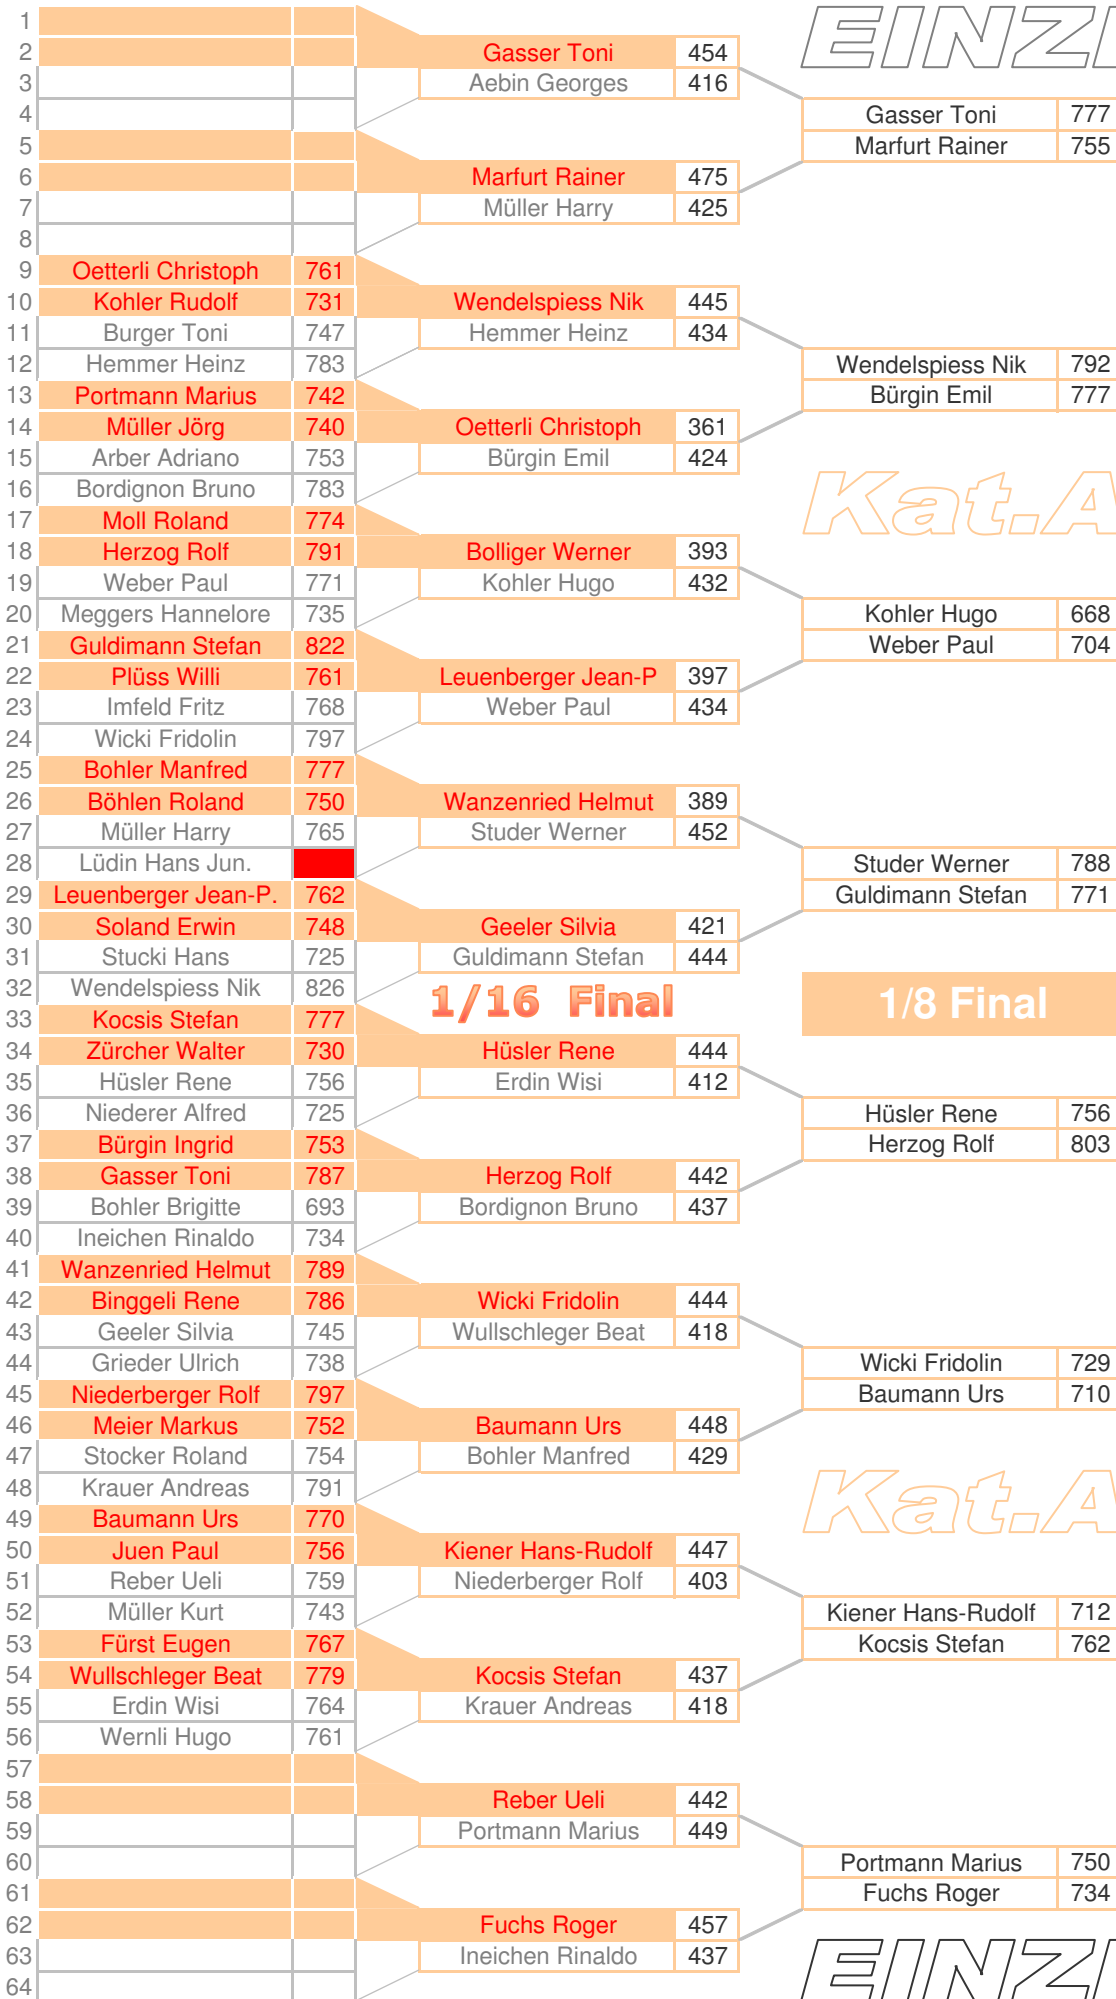 1
2
3
4
5
6
7
8
9 Oetterli Christoph 761
10 Kohler Rudolf 731
11 Burger Toni 747
12 Hemmer Heinz 783
13 Portmann Marius 742
14 Müller Jörg 740
15 Arber Adriano 753
16 Bordignon Bruno 783
17 Moll Roland 774
18 Herzog Rolf 791
19 Weber Paul 771
20 Meggers Hannelore 735
21 Guldimann Stefan 822
22 Plüss Willi 761
23 Imfeld Fritz 768
24 Wicki Fridolin 797
25 Bohler Manfred 777
26 Böhlen Roland 750
27 Müller Harry 765
28 Lüdin Hans Jun.
29 Leuenberger Jean-P. 762
30 Soland Erwin 748
31 Stucki Hans 725
32 Wendelspiess Nik 826
33 Kocsis Stefan 777
34 Zürcher Walter 730
35 Hüsler Rene 756
36 Niederer Alfred 725
37 Bürgin Ingrid 753
38 Gasser Toni 787
39 Bohler Brigitte 693
40 Ineichen Rinaldo 734
41 Wanzenried Helmut 789
42 Binggeli Rene 786
43 Geeler Silvia 745
44 Grieder Ulrich 738
45 Niederberger Rolf 797
46 Meier Markus 752
47 Stocker Roland 754
48 Krauer Andreas 791
49 Baumann Urs 770
50 Juen Paul 756
51 Reber Ueli 759
52 Müller Kurt 743
53 Fürst Eugen 767
54 Wullschleger Beat 779
55 Erdin Wisi 764
56 Wernli Hugo 761
57
58
59
60
61
62
63
64
Gasser Toni 454
Aebin Georges 416
Marfurt Rainer 475
Müller Harry 425
Wendelspiess Nik 445
Hemmer Heinz 434
Oetterli Christoph 361
Bürgin Emil 424
Bolliger Werner 393
Kohler Hugo 432
Leuenberger Jean-P 397
Weber Paul 434
Wanzenried Helmut 389
Studer Werner 452
Geeler Silvia 421
Guldimann Stefan 444
1/16 Final
Hüsler Rene 444
Erdin Wisi 412
Herzog Rolf 442
Bordignon Bruno 437
Wicki Fridolin 444
Wullschleger Beat 418
Baumann Urs 448
Bohler Manfred 429
Kiener Hans-Rudolf 447
Niederberger Rolf 403
Kocsis Stefan 437
Krauer Andreas 418
Reber Ueli 442
Portmann Marius 449
Fuchs Roger 457
Ineichen Rinaldo 437
EINZ
Gasser Toni 777
Marfurt Rainer 755
Wendelspiess Nik 792
Bürgin Emil 777
Kat.A
Kohler Hugo 668
Weber Paul 704
Studer Werner 788
Guldimann Stefan 771
1/8 Final
Hüsler Rene 756
Herzog Rolf 803
Wicki Fridolin 729
Baumann Urs 710
Kat.A
Kiener Hans-Rudolf 712
Kocsis Stefan 762
Portmann Marius 750
Fuchs Roger 734
EINZ